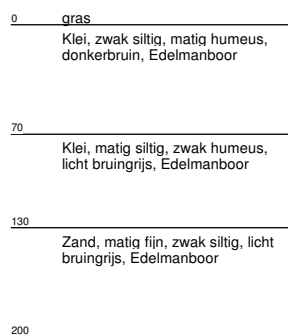 0 gras
Klei, zwak siltig, matig humeus,
donkerbruin, Edelmanboor
70
Klei, matig siltig, zwak humeus,
licht bruingrijs, Edelmanboor
130
Zand, matig fijn, zwak siltig, licht
bruingrijs, Edelmanboor
200